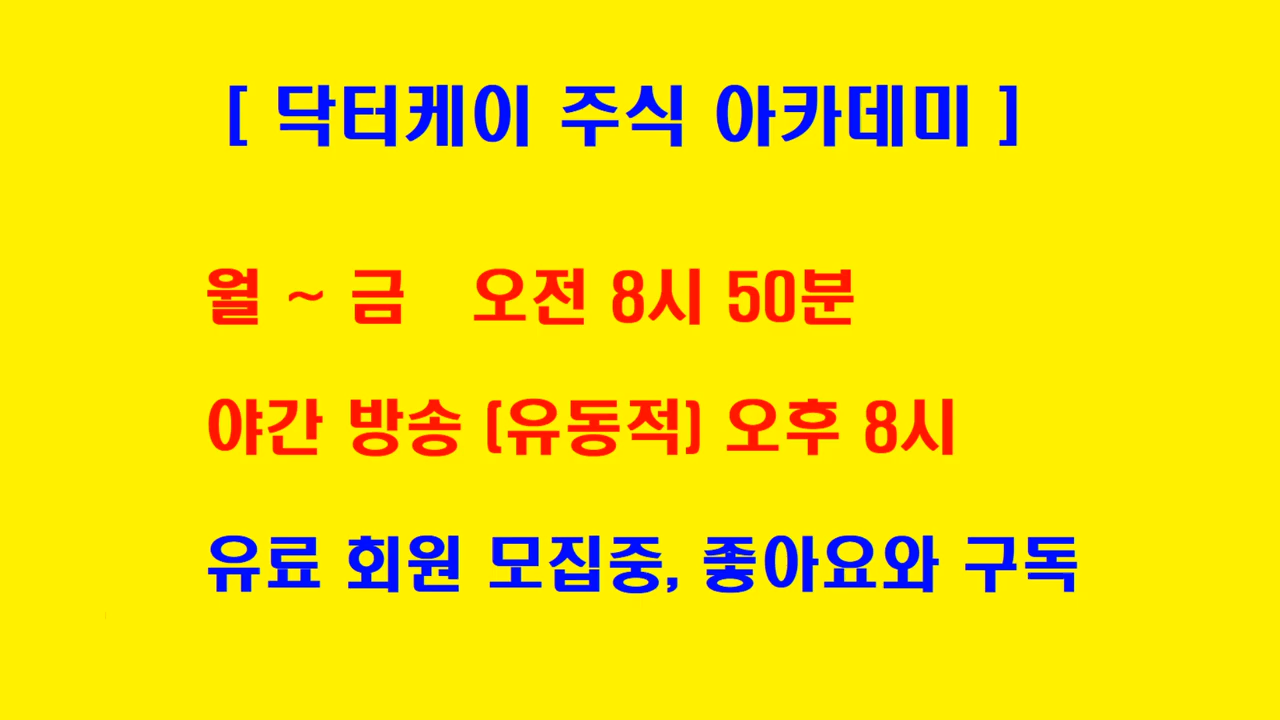 [ 닥터케이 주식 아카데미 ]
월 ~ 금 오전 8시 50분
야간 방송 (유동적) 오후 8시
유료 회원 모집중, 좋아요와 구독